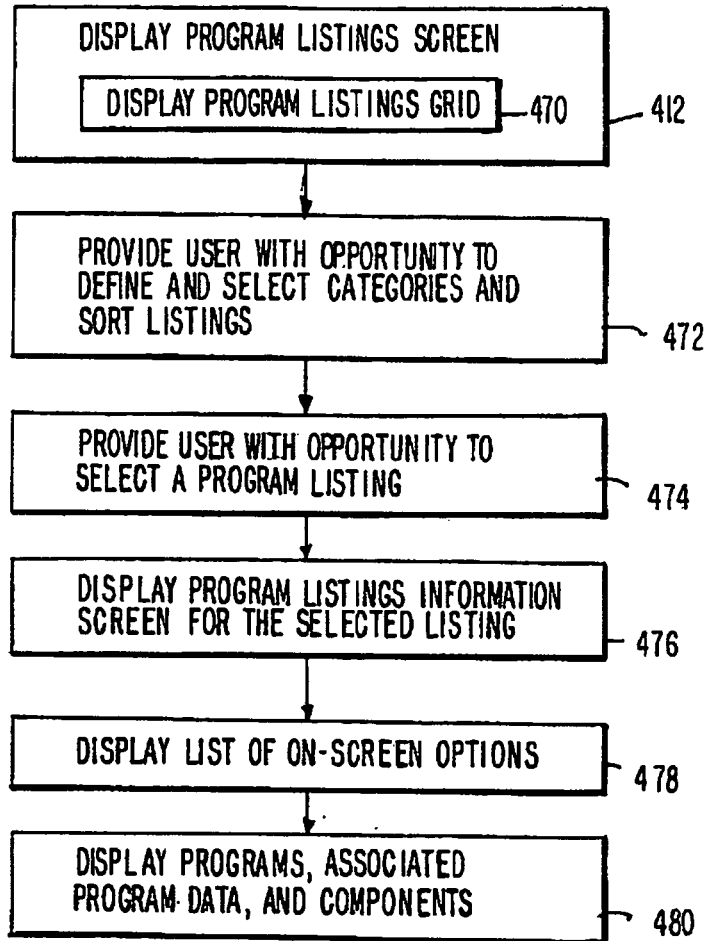 DISPLAY PROGRAM LISTINGS SCREEN
DISPLAY PROGRAM LISTINGS GRID
470
412
PROVIDE USER WITH OPPORTUNITY TO
DEFINE AND SELECT CATEGORIES AND
SORT LISTINGS
472
PROVIDE USER WITH OPPORTUNITY TO
SELECT A PROGRAM LISTING
474
DISPLAY PROGRAM LISTINGS INFORMATION
SCREEN FOR THE SELECTED LISTING
476
DISPLAY LIST OF ON-SCREEN OPTIONS
478
DISPLAY PROGRAMS, ASSOCIATED
PROGRAM DATA, AND COMPONENTS
480